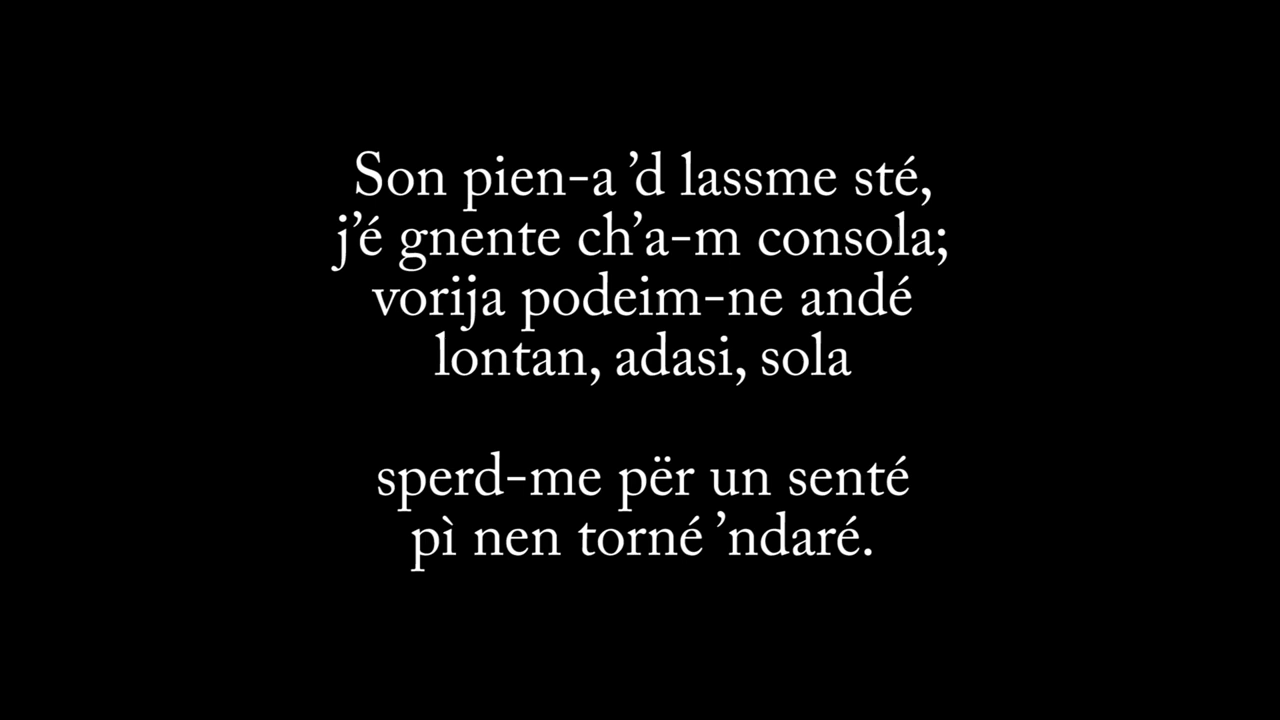 Son pien-a ’d lassme sté,
j’é gnente ch’a-m consola;
vorija podeim-ne andé
lontan, adasi, sola
sperd-me për un senté
pì nen torné ’ndaré.